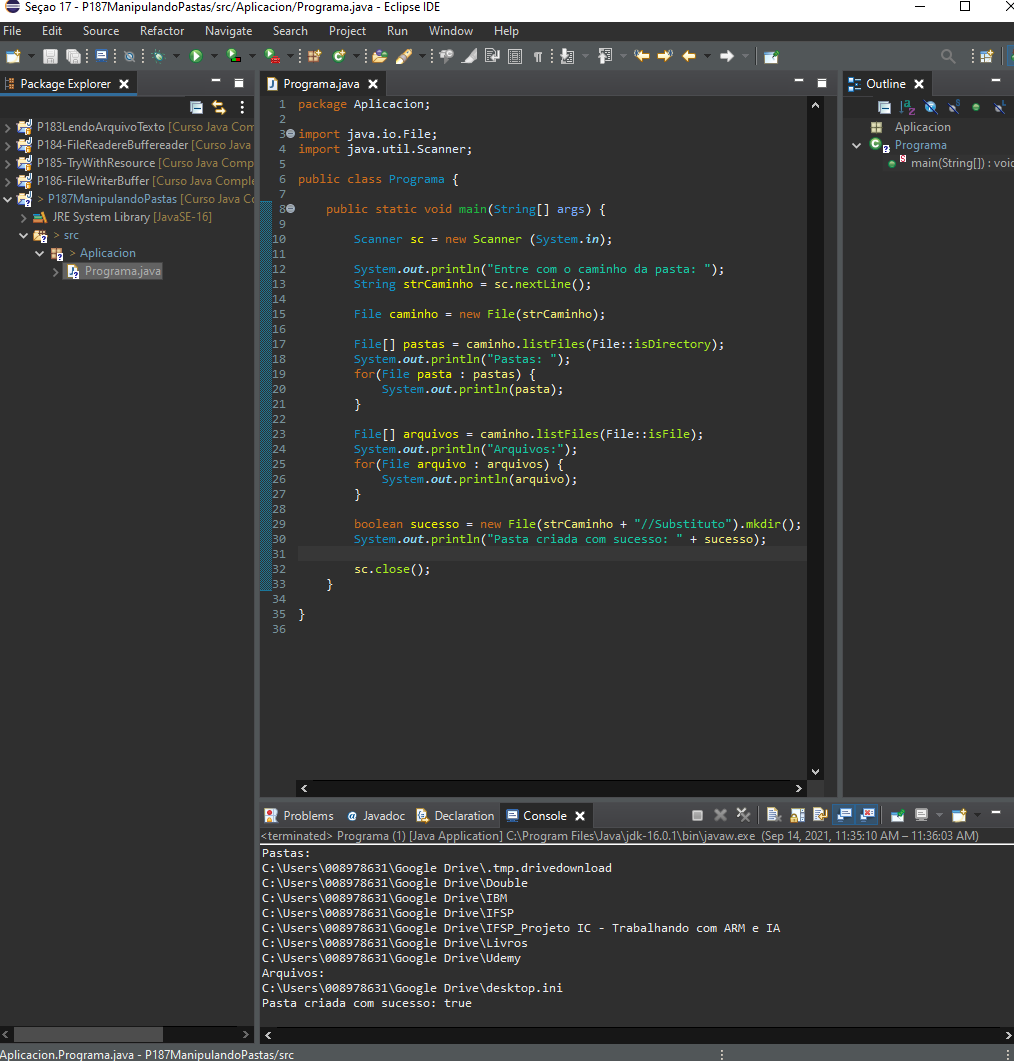 Seçao 17 - P187ManipulandoPastas/src/Aplicacion/Programa.java - Eclipse IDE
File Edit Source Refactor Navigate Search Project Run Window Help
Package Explorer
P183LendoArquivoTexto [Curso Java Com
P184-FileReadereBuffereader [Curso Java
P185-TryWithResource [Curso Java Comp
P186-FileWriterBuffer [Curso Java Comple
> P187ManipulandoPastas [Curso Java Co
JRE System Library [JavaSE-16]
> src
> Aplicacion
Programa.java
Programa.java
1 package Aplicacion;
2
3 import java.io.File;
4 import java.util.Scanner;
5
6 public class Programa {
7
8 public static void main(String[] args) {
9
10 Scanner sc = new Scanner (System.in);
11
12 System.out.println("Entre com o caminho da pasta: ");
13 String strCaminho = sc.nextLine();
14
15 File caminho = new File(strCaminho);
16
17 File[] pastas = caminho.listFiles(File::isDirectory);
18 System.out.println("Pastas: ");
19 for(File pasta : pastas) {
20 System.out.println(pasta);
21 }
22
23 File[] arquivos = caminho.listFiles(File::isFile);
24 System.out.println("Arquivos:");
25 for(File arquivo : arquivos) {
26 System.out.println(arquivo);
27 }
28
29 boolean sucesso = new File(strCaminho + "//Substituto").mkdir();
30 System.out.println("Pasta criada com sucesso: " + sucesso);
31
32 sc.close();
33 }
34
35 }
36
Outline
Aplicacion
Programa
main(String[]) : void
Problems @ Javadoc Declaration Console
<terminated> Programa (1) [Java Application] C:\Program Files\Java\jdk-16.0.1\bin\javaw.exe (Sep 14, 2021, 11:35:10 AM – 11:36:03 AM)
Pastas:
C:\Users\008978631\Google Drive\.tmp.drivedownload
C:\Users\008978631\Google Drive\Double
C:\Users\008978631\Google Drive\IBM
C:\Users\008978631\Google Drive\IFSP
C:\Users\008978631\Google Drive\IFSP_Projeto IC - Trabalhando com ARM e IA
C:\Users\008978631\Google Drive\Livros
C:\Users\008978631\Google Drive\Udemy
Arquivos:
C:\Users\008978631\Google Drive\desktop.ini
Pasta criada com sucesso: true
Aplicacion.Programa.java - P187ManipulandoPastas/src